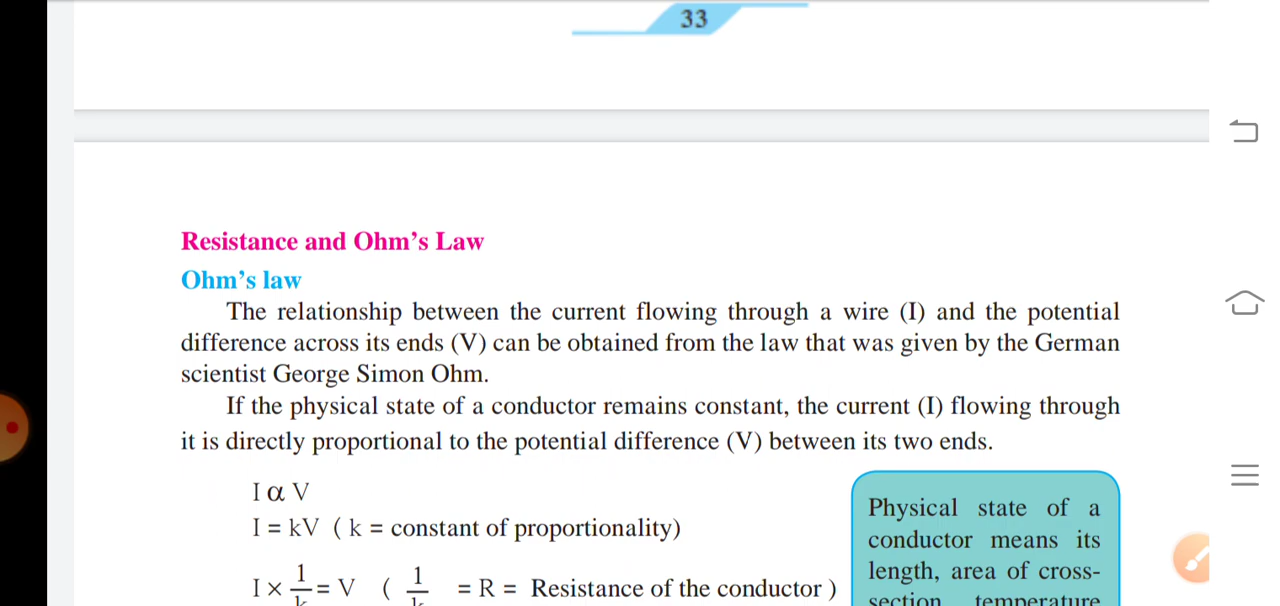 33
Resistance and Ohm’s Law
Ohm’s law
The relationship between the current flowing through a wire (I) and the potential
difference across its ends (V) can be obtained from the law that was given by the German
scientist George Simon Ohm.
If the physical state of a conductor remains constant, the current (I) flowing through
it is directly proportional to the potential difference (V) between its two ends.
I α V
I = kV ( k = constant of proportionality)
I × 1/k = V ( 1/k = R = Resistance of the conductor )
Physical state of a
conductor means its
length, area of cross-
section temperature